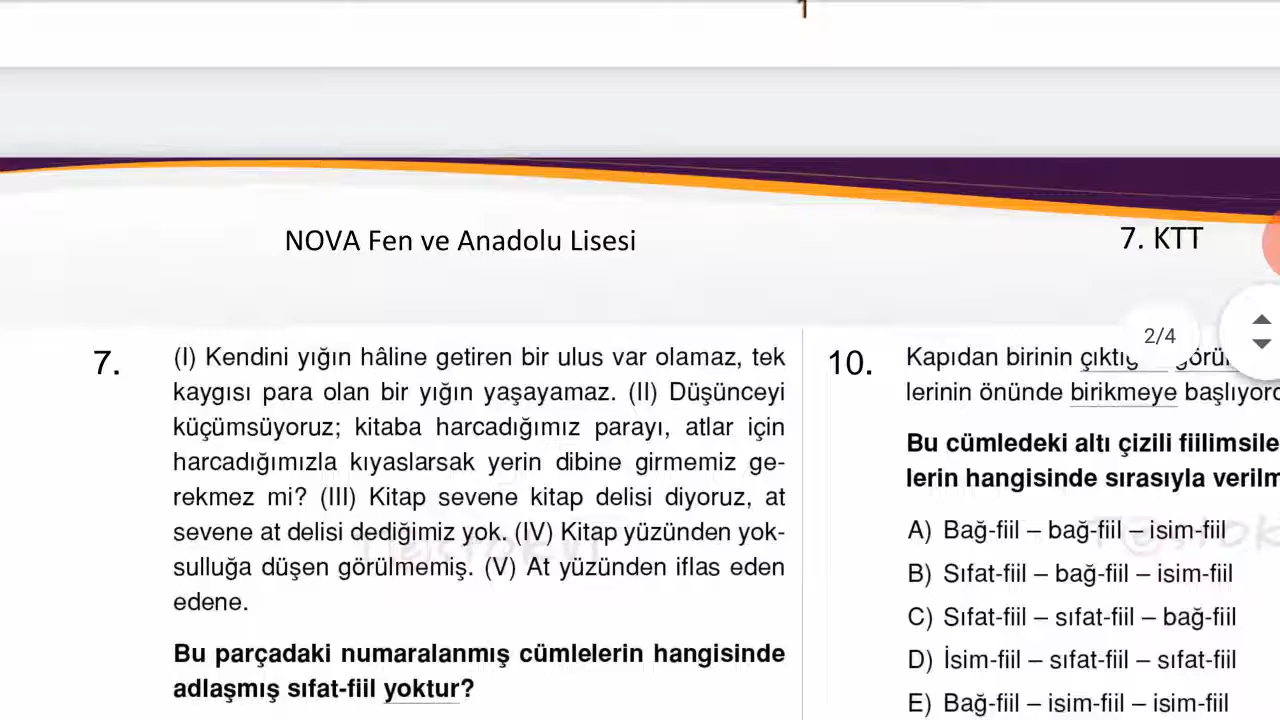 NOVA Fen ve Anadolu Lisesi
7. KTT
2/4
7. (I) Kendini yığın hâline getiren bir ulus var olamaz, tek
kaygısı para olan bir yığın yaşayamaz. (II) Düşünceyi
küçümsüyoruz; kitaba harcadığımız parayı, atlar için
harcadığımızla kıyaslarsak yerin dibine girmemiz ge-
rekmez mi? (III) Kitap sevene kitap delisi diyoruz, at
sevene at delisi dediğimiz yok. (IV) Kitap yüzünden yok-
sulluğa düşen görülmemiş. (V) At yüzünden iflas eden
edene.
Bu parçadaki numaralanmış cümlelerin hangisinde
adlaşmış sıfat-fiil yoktur?
10. Kapıdan birinin
lerinin önünde birikmeye
Bu cümledeki altı çizili
lerin hangisinde sırasıyla
A) Bağ-fiil – bağ-fiil – isim-fiil
B) Sıfat-fiil – bağ-fiil – isim-fiil
C) Sıfat-fiil – sıfat-fiil – bağ-fiil
D) İsim-fiil – sıfat-fiil – sıfat-fiil
E) Bağ-fiil – isim-fiil – isim-fiil